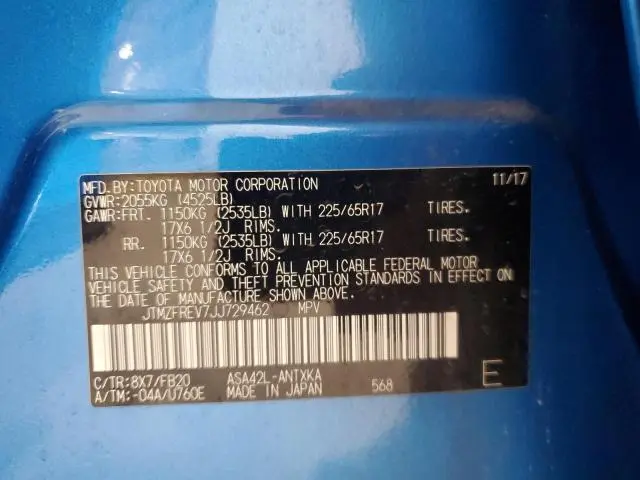 MFD.BY:TOYOTA MOTOR CORPORATION 11/17
GVWR:2055KG (4525LB)
GAWR:FRT. 1150KG (2535LB) WITH 225/65R17 TIRES.
17X6 1/2J RIMS.
RR. 1150KG (2535LB) WITH 225/65R17 TIRES.
17X6 1/2J RIMS.
THIS VEHICLE CONFORMS TO ALL APPLICABLE FEDERAL MOTOR
VEHICLE SAFETY AND THEFT PREVENTION STANDARDS IN EFFECT ON
THE DATE OF MANUFACTURE SHOWN ABOVE.
JTMZFREV7JJ729462 MPV
C/TR:8X7/FB20 ASA42L-ANTXKA
A/TM:-04A/U760E MADE IN JAPAN 568 E